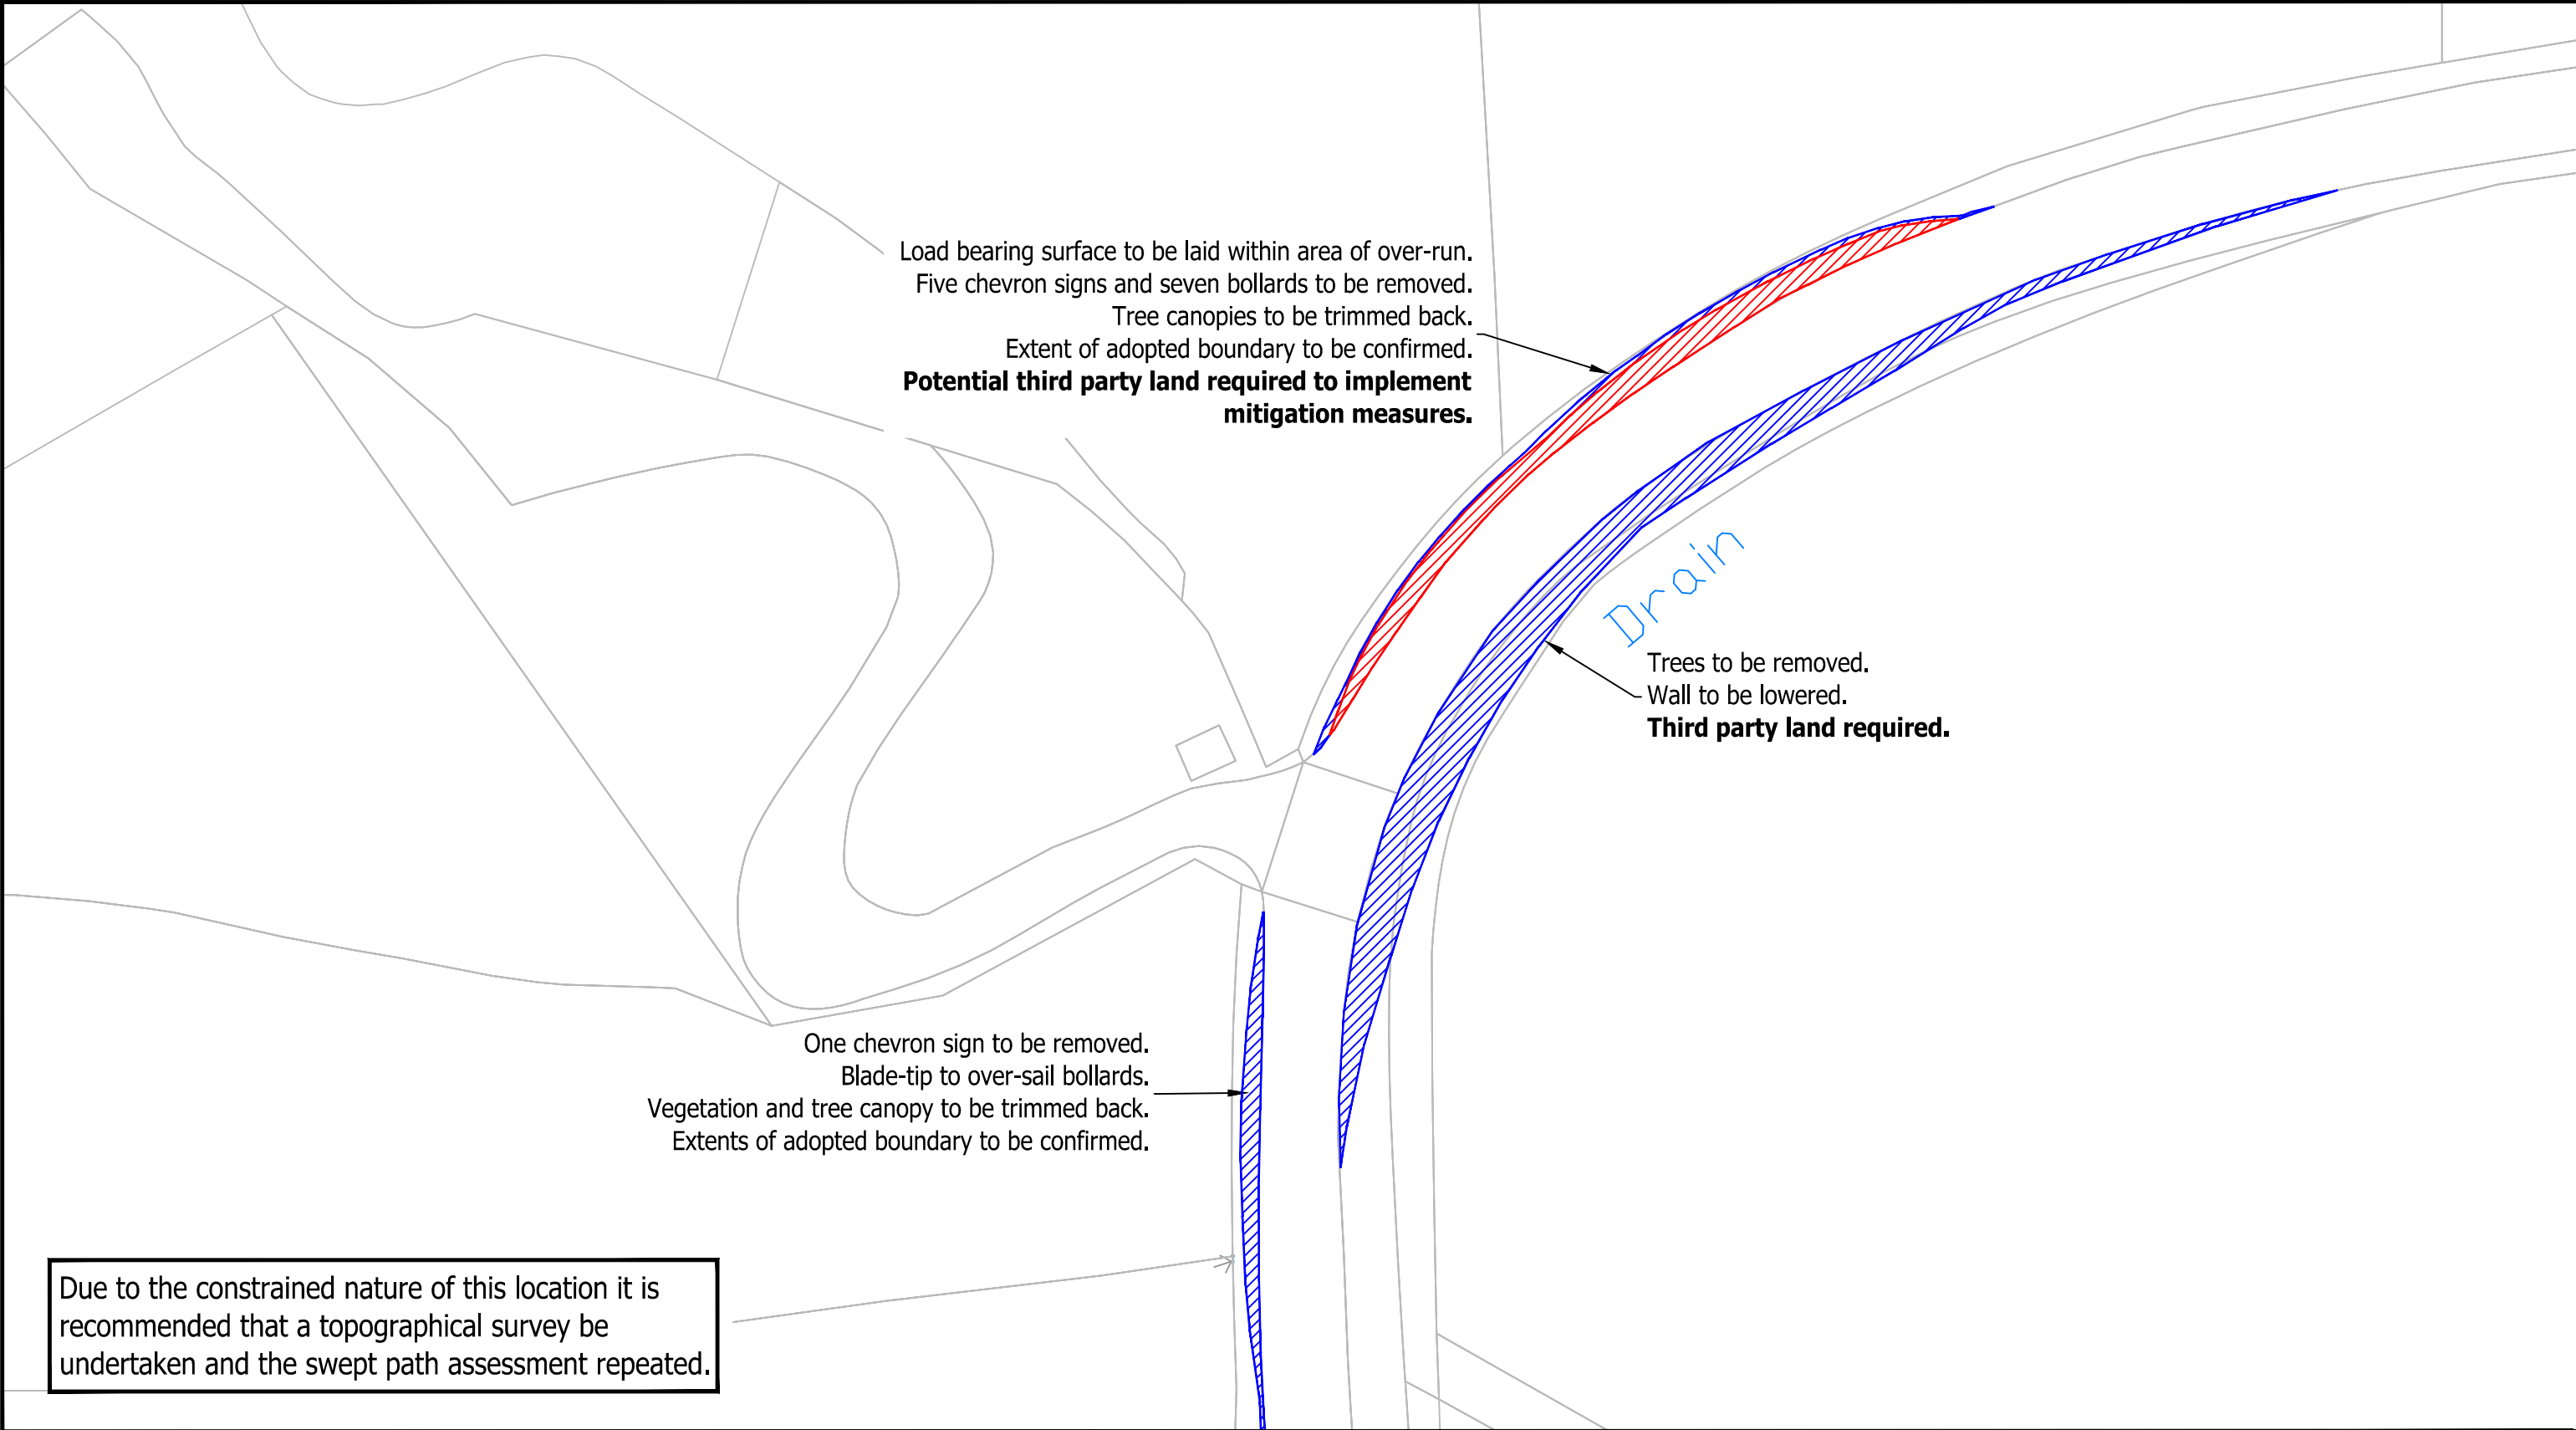 Load bearing surface to be laid within area of over-run.
Five chevron signs and seven bollards to be removed.
Tree canopies to be trimmed back.
Extent of adopted boundary to be confirmed.
Potential third party land required to implement
mitigation measures.
Drain
Trees to be removed.
Wall to be lowered.
Third party land required.
One chevron sign to be removed.
Blade-tip to over-sail bollards.
Vegetation and tree canopy to be trimmed back.
Extents of adopted boundary to be confirmed.
Due to the constrained nature of this location it is
recommended that a topographical survey be
undertaken and the swept path assessment repeated.